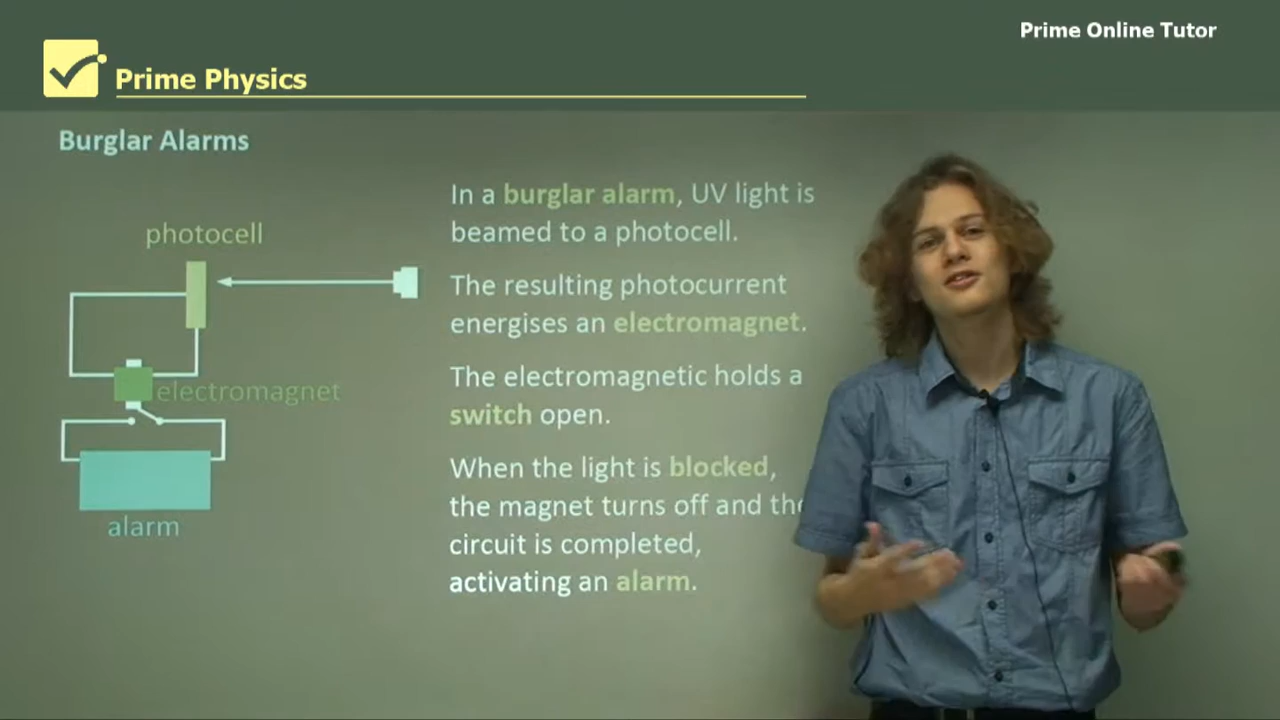 Prime Online Tutor
Prime Physics
Burglar Alarms
photocell
electromagnet
alarm
In a burglar alarm, UV light is
beamed to a photocell.
The resulting photocurrent
energises an electromagnet.
The electromagnetic holds a
switch open.
When the light is blocked,
the magnet turns off and the
circuit is completed,
activating an alarm.